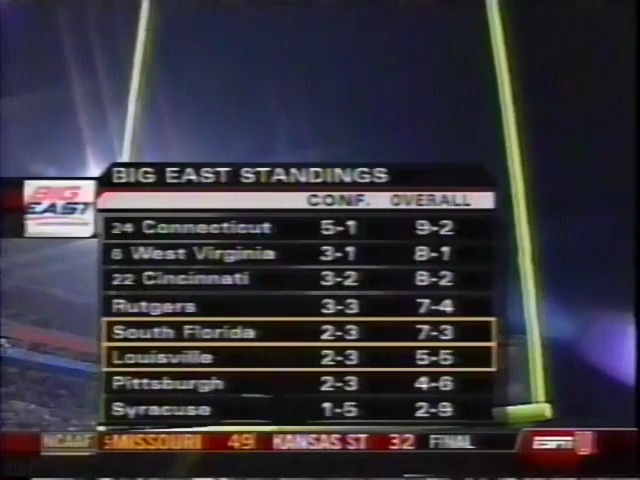 BIG EAST STANDINGS
BIG
EAST
CONF. OVERALL
24 Connecticut 5-1 9-2
6 West Virginia 3-1 8-1
22 Cincinnati 3-2 8-2
Rutgers 3-3 7-4
South Florida 2-3 7-3
Louisville 2-3 5-5
Pittsburgh 2-3 4-6
Syracuse 1-5 2-9
NCAAF MISSOURI 49 KANSAS ST 32 FINAL ESPNU